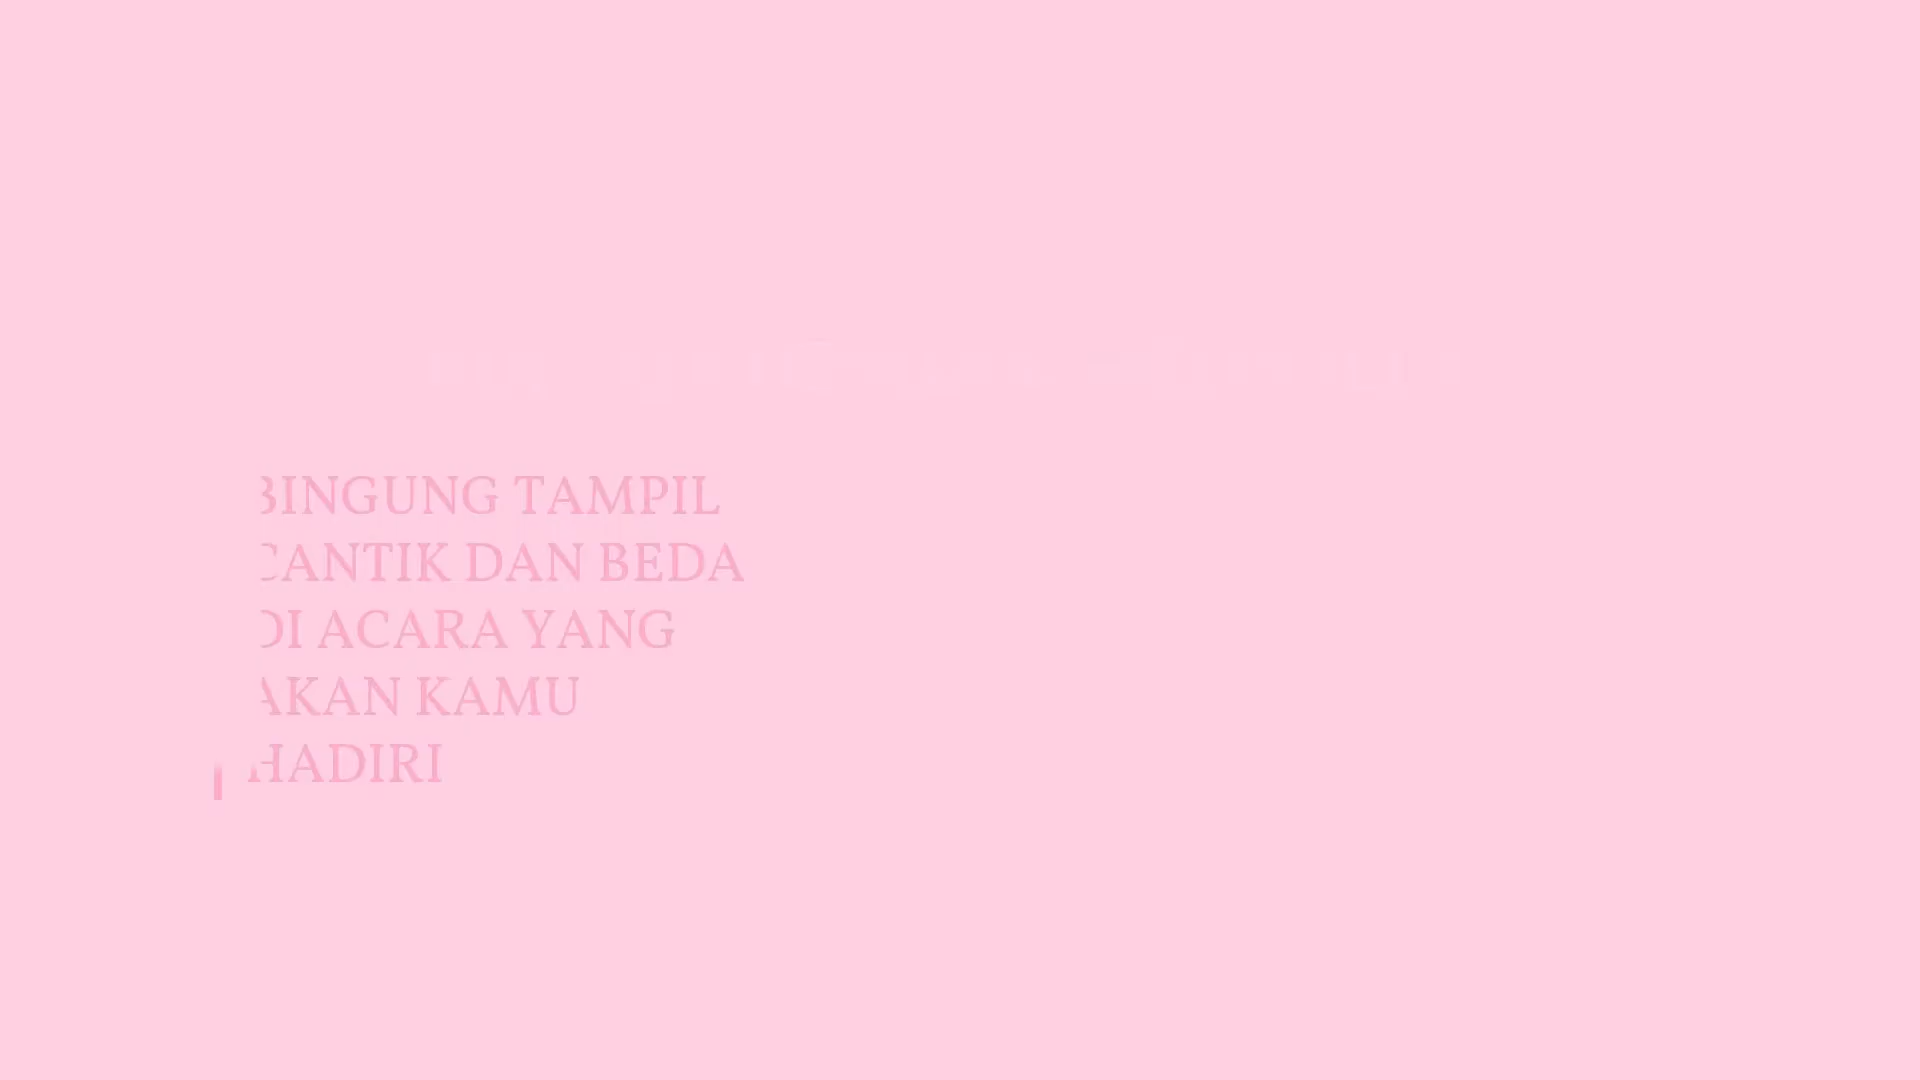 BINGUNG TAMPIL
CANTIK DAN BEDA
DI ACARA YANG
AKAN KAMU
HADIRI